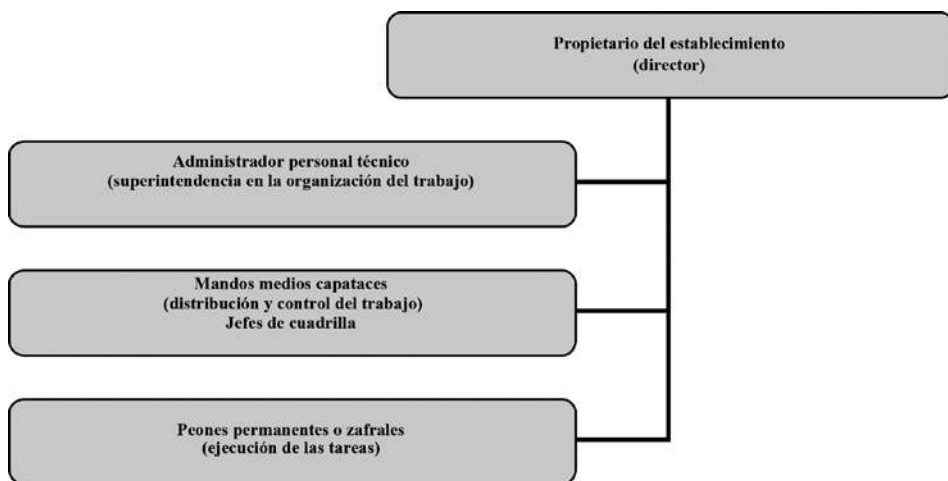 Propietario del establecimiento
(director)
Administrador personal técnico
(superintendencia en la organización del trabajo)
Mandos medios capataces
(distribución y control del trabajo)
Jefes de cuadrilla
Peones permanentes o zafrales
(ejecución de las tareas)